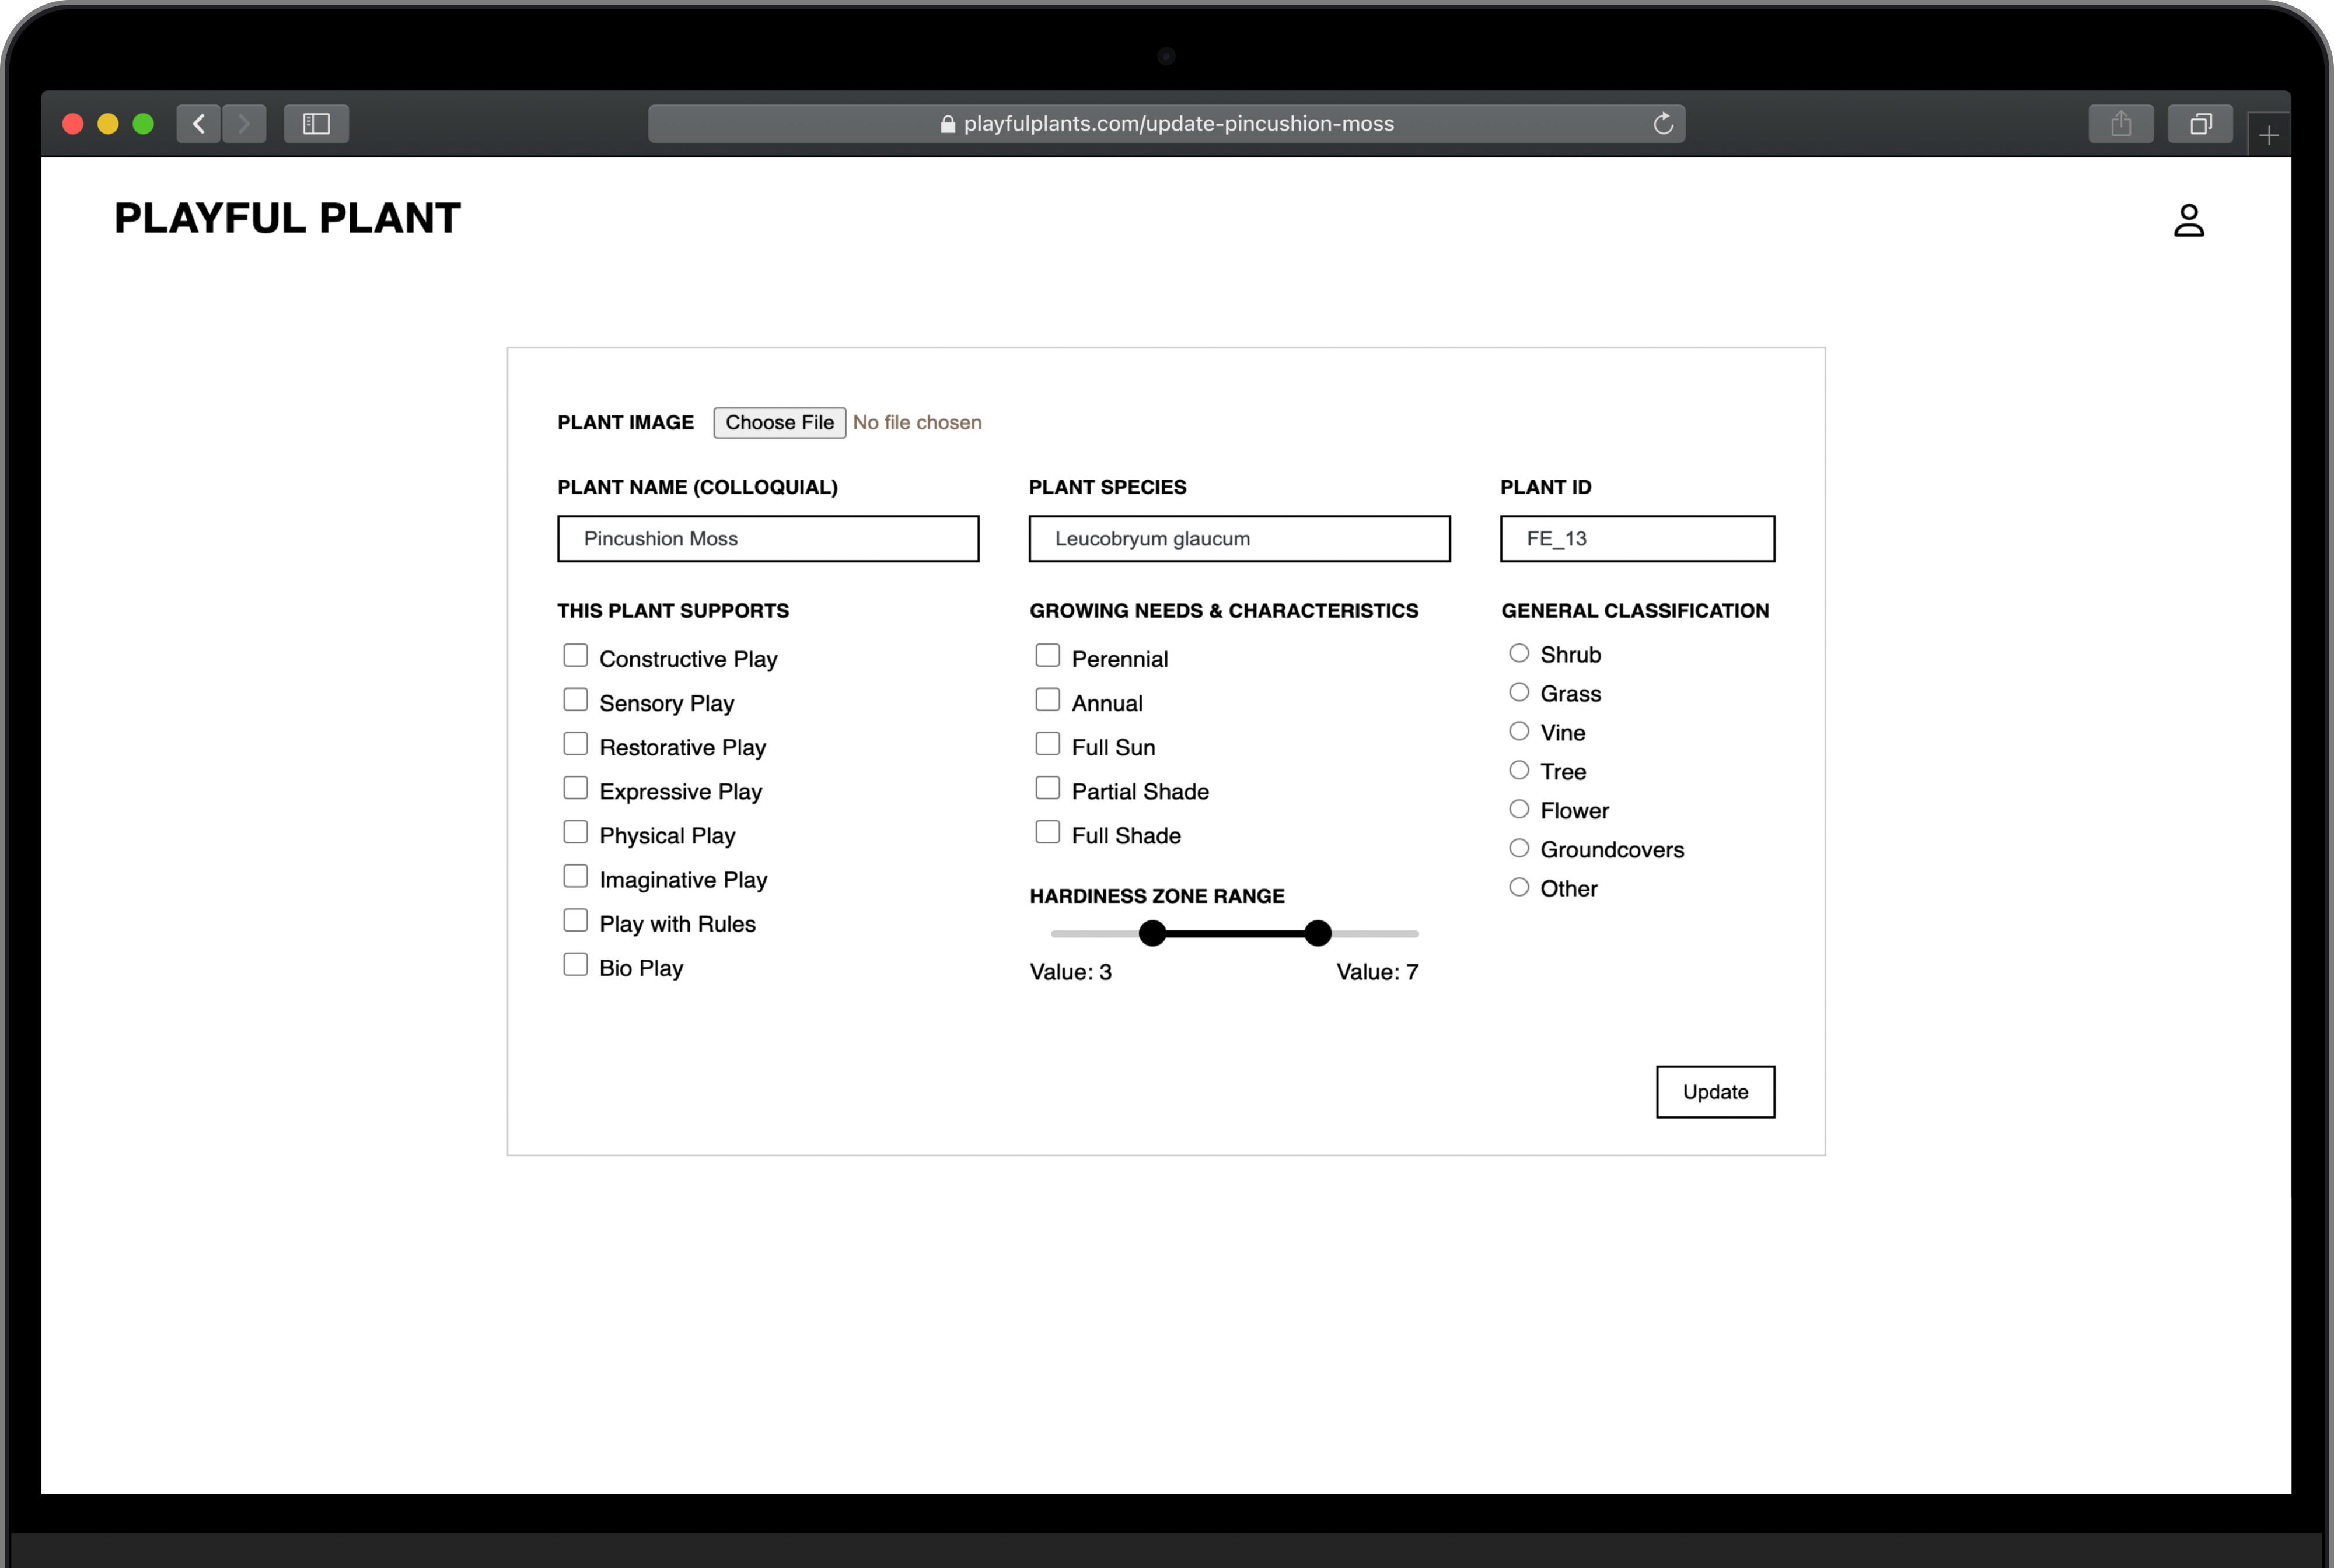 playfulplants.com/update-pincushion-moss
PLAYFUL PLANT
PLANT IMAGE Choose File No file chosen
PLANT NAME (COLLOQUIAL) PLANT SPECIES PLANT ID
Pincushion Moss Leucobryum glaucum FE_13
THIS PLANT SUPPORTS
Constructive Play
Sensory Play
Restorative Play
Expressive Play
Physical Play
Imaginative Play
Play with Rules
Bio Play
GROWING NEEDS & CHARACTERISTICS
Perennial
Annual
Full Sun
Partial Shade
Full Shade
HARDINESS ZONE RANGE
Value: 3 Value: 7
GENERAL CLASSIFICATION
Shrub
Grass
Vine
Tree
Flower
Groundcovers
Other
Update